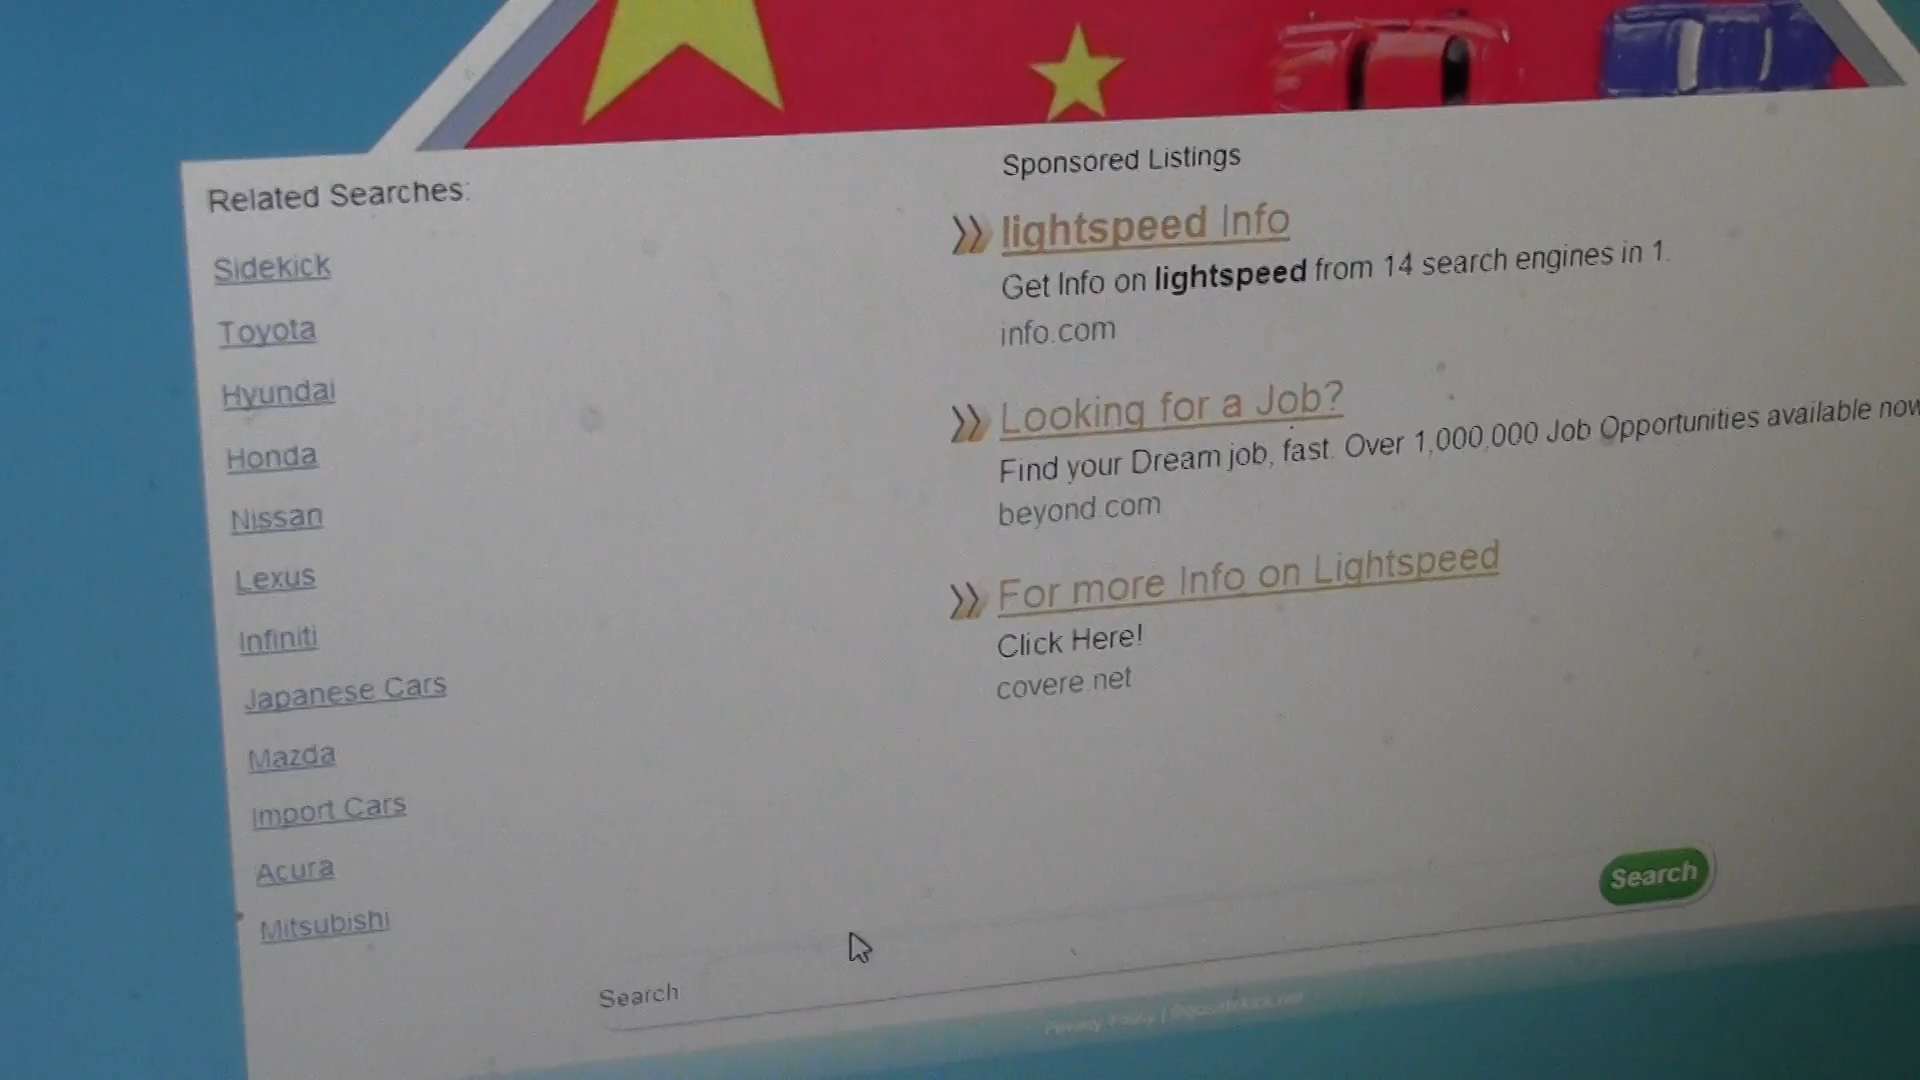 Related Searches:
Sidekick
Toyota
Hyundai
Honda
Nissan
Lexus
Infiniti
Japanese Cars
Mazda
Import Cars
Acura
Mitsubishi
Sponsored Listings
lightspeed Info
Get Info on lightspeed from 14 search engines in 1.
info.com
Looking for a Job?
Find your Dream job, fast. Over 1,000,000 Job Opportunities available now
beyond.com
For more Info on Lightspeed
Click Here!
covere.net
Search
Search
Privacy Policy |